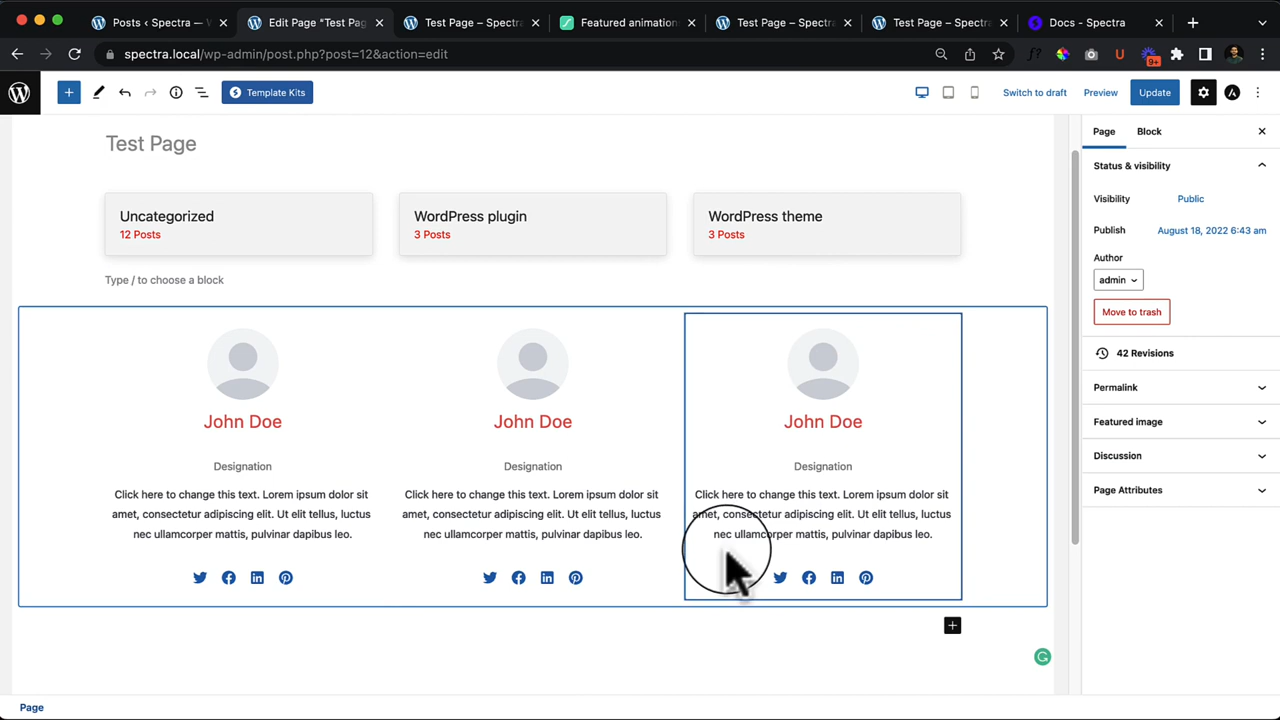 Posts ‹ Spectra — W
Edit Page "Test Pag
Test Page – Spectra
Featured animation
Test Page – Spectra
Test Page – Spectra
Docs - Spectra
spectra.local/wp-admin/post.php?post=12&action=edit
9+
Template Kits
Switch to draft
Preview
Update
Page
Block
Test Page
Status & visibility
Visibility
Public
Publish
August 18, 2022 6:43 am
Author
admin
Move to trash
42 Revisions
Permalink
Featured image
Discussion
Page Attributes
Uncategorized
12 Posts
WordPress plugin
3 Posts
WordPress theme
3 Posts
Type / to choose a block
John Doe
Designation
Click here to change this text. Lorem ipsum dolor sit
amet, consectetur adipiscing elit. Ut elit tellus, luctus
nec ullamcorper mattis, pulvinar dapibus leo.
John Doe
Designation
Click here to change this text. Lorem ipsum dolor sit
amet, consectetur adipiscing elit. Ut elit tellus, luctus
nec ullamcorper mattis, pulvinar dapibus leo.
John Doe
Designation
Click here to change this text. Lorem ipsum dolor sit
amet, consectetur adipiscing elit. Ut elit tellus, luctus
nec ullamcorper mattis, pulvinar dapibus leo.
Page